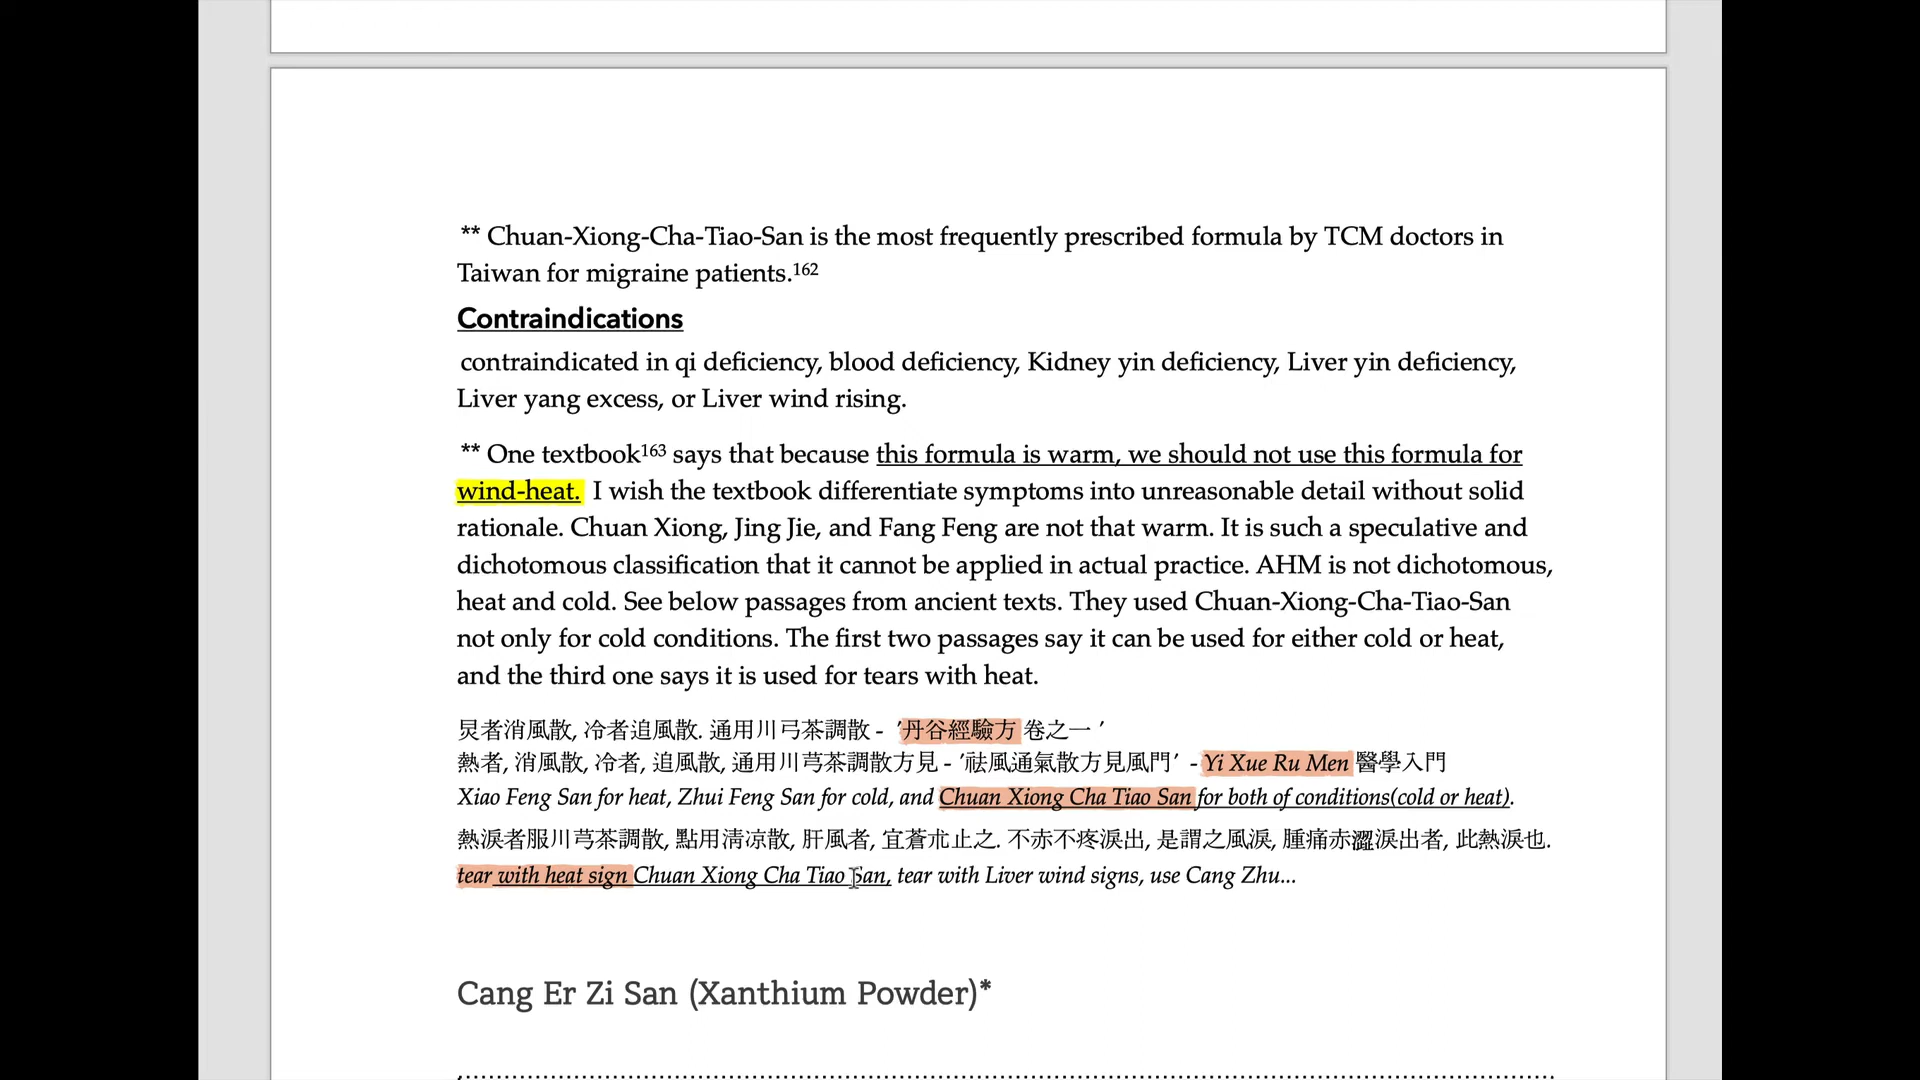 ** Chuan-Xiong-Cha-Tiao-San is the most frequently prescribed formula by TCM doctors in
Taiwan for migraine patients.162
Contraindications
contraindicated in qi deficiency, blood deficiency, Kidney yin deficiency, Liver yin deficiency,
Liver yang excess, or Liver wind rising.
** One textbook163 says that because this formula is warm, we should not use this formula for
wind-heat. I wish the textbook differentiate symptoms into unreasonable detail without solid
rationale. Chuan Xiong, Jing Jie, and Fang Feng are not that warm. It is such a speculative and
dichotomous classification that it cannot be applied in actual practice. AHM is not dichotomous,
heat and cold. See below passages from ancient texts. They used Chuan-Xiong-Cha-Tiao-San
not only for cold conditions. The first two passages say it can be used for either cold or heat,
and the third one says it is used for tears with heat.
炅者消風散, 冷者追風散. 通用川弓茶調散 - '丹谷經驗方 卷之一 '
熱者, 消風散, 冷者, 追風散, 通用川芎茶調散方見 - '祛風通氣散方見風門' - Yi Xue Ru Men 醫學入門
Xiao Feng San for heat, Zhui Feng San for cold, and Chuan Xiong Cha Tiao San for both of conditions(cold or heat).
熱淚者服川芎茶調散, 點用淸凉散, 肝風者, 宜蒼朮止之. 不赤不疼淚出, 是謂之風淚, 腫痛赤澀淚出者, 此熱淚也.
tear with heat sign Chuan Xiong Cha Tiao San, tear with Liver wind signs, use Cang Zhu...
Cang Er Zi San (Xanthium Powder)*